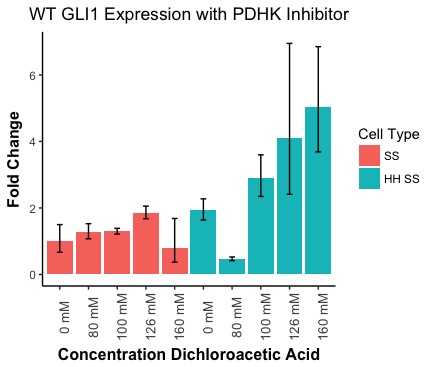 WT GLI1 Expression with PDHK Inhibitor
Fold Change
6
4
2
0
0 mM
80 mM
100 mM
126 mM
160 mM
0 mM
80 mM
100 mM
126 mM
160 mM
Concentration Dichloroacetic Acid
Cell Type
SS
HH SS